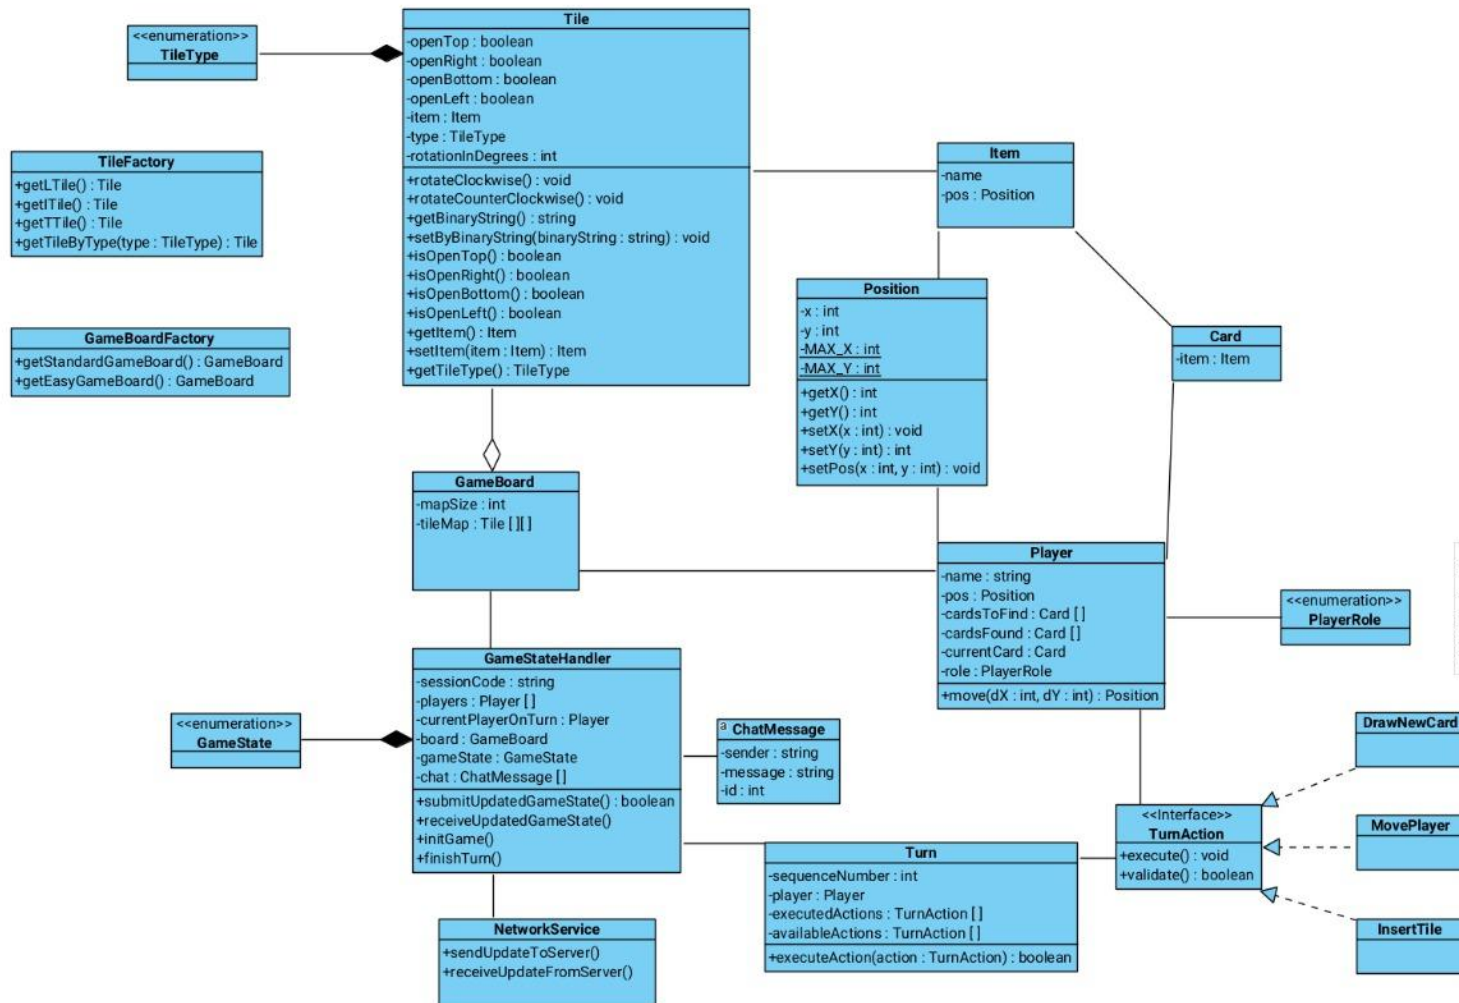 <<enumeration>>
TileType
Tile
-openTop : boolean
-openRight : boolean
-openBottom : boolean
-openLeft : boolean
-item : Item
-type : TileType
-rotationInDegrees : int
+rotateClockwise() : void
+rotateCounterClockwise() : void
+getBinaryString() : string
+setByBinaryString(binaryString : string) : void
+isOpenTop() : boolean
+isOpenRight() : boolean
+isOpenBottom() : boolean
+isOpenLeft() : boolean
+getItem() : Item
+setItem(item : Item) : Item
+getTileType() : TileType
TileFactory
+getLTile() : Tile
+getITile() : Tile
+getTTile() : Tile
+getTileByType(type : TileType) : Tile
GameBoardFactory
+getStandardGameBoard() : GameBoard
+getEasyGameBoard() : GameBoard
Item
-name
-pos : Position
Position
-x : int
-y : int
-MAX_X : int
-MAX_Y : int
+getX() : int
+getY() : int
+setX(x : int) : void
+setY(y : int) : int
+setPos(x : int, y : int) : void
Card
-item : Item
GameBoard
-mapSize : int
-tileMap : Tile [][]
Player
-name : string
-pos : Position
-cardsToFind : Card []
-cardsFound : Card []
-currentCard : Card
-role : PlayerRole
+move(dX : int, dY : int) : Position
<<enumeration>>
PlayerRole
GameStateHandler
-sessionCode : string
-players : Player []
-currentPlayerOnTurn : Player
-board : GameBoard
-gameState : GameState
-chat : ChatMessage []
+submitUpdatedGameState() : boolean
+receiveUpdatedGameState()
+initGame()
+finishTurn()
<<enumeration>>
GameState
a
ChatMessage
-sender : string
-message : string
-id : int
DrawNewCard
<<Interface>>
TurnAction
+execute() : void
+validate() : boolean
MovePlayer
InsertTile
Turn
-sequenceNumber : int
-player : Player
-executedActions : TurnAction []
-availableActions : TurnAction []
+executeAction(action : TurnAction) : boolean
NetworkService
+sendUpdateToServer()
+receiveUpdateFromServer()